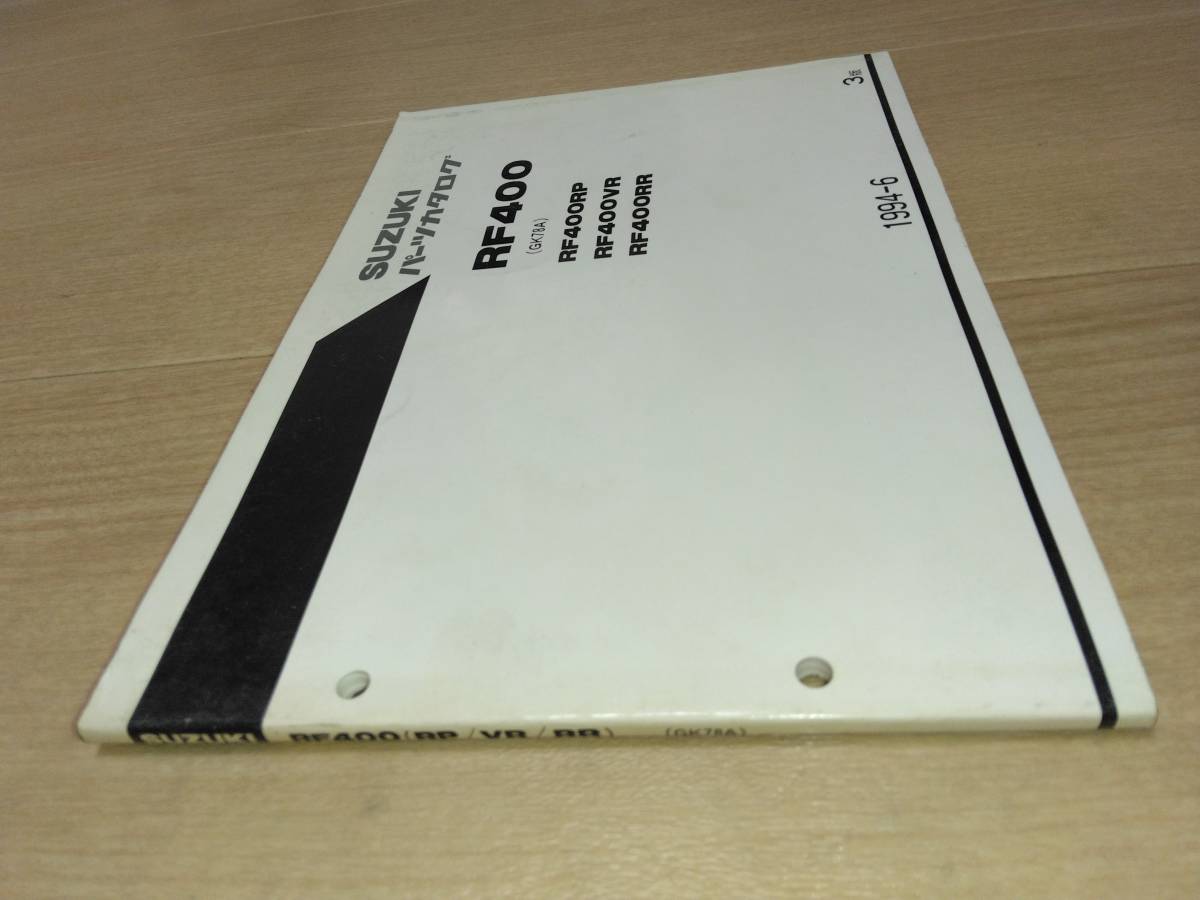 SUZUKI
パーツカタログ
RF400
(GK78A)
RF400RP
RF400VR
RF400RR
1994-6
3版
SUZUKI RF400(RP/VR/RR) (GK78A)